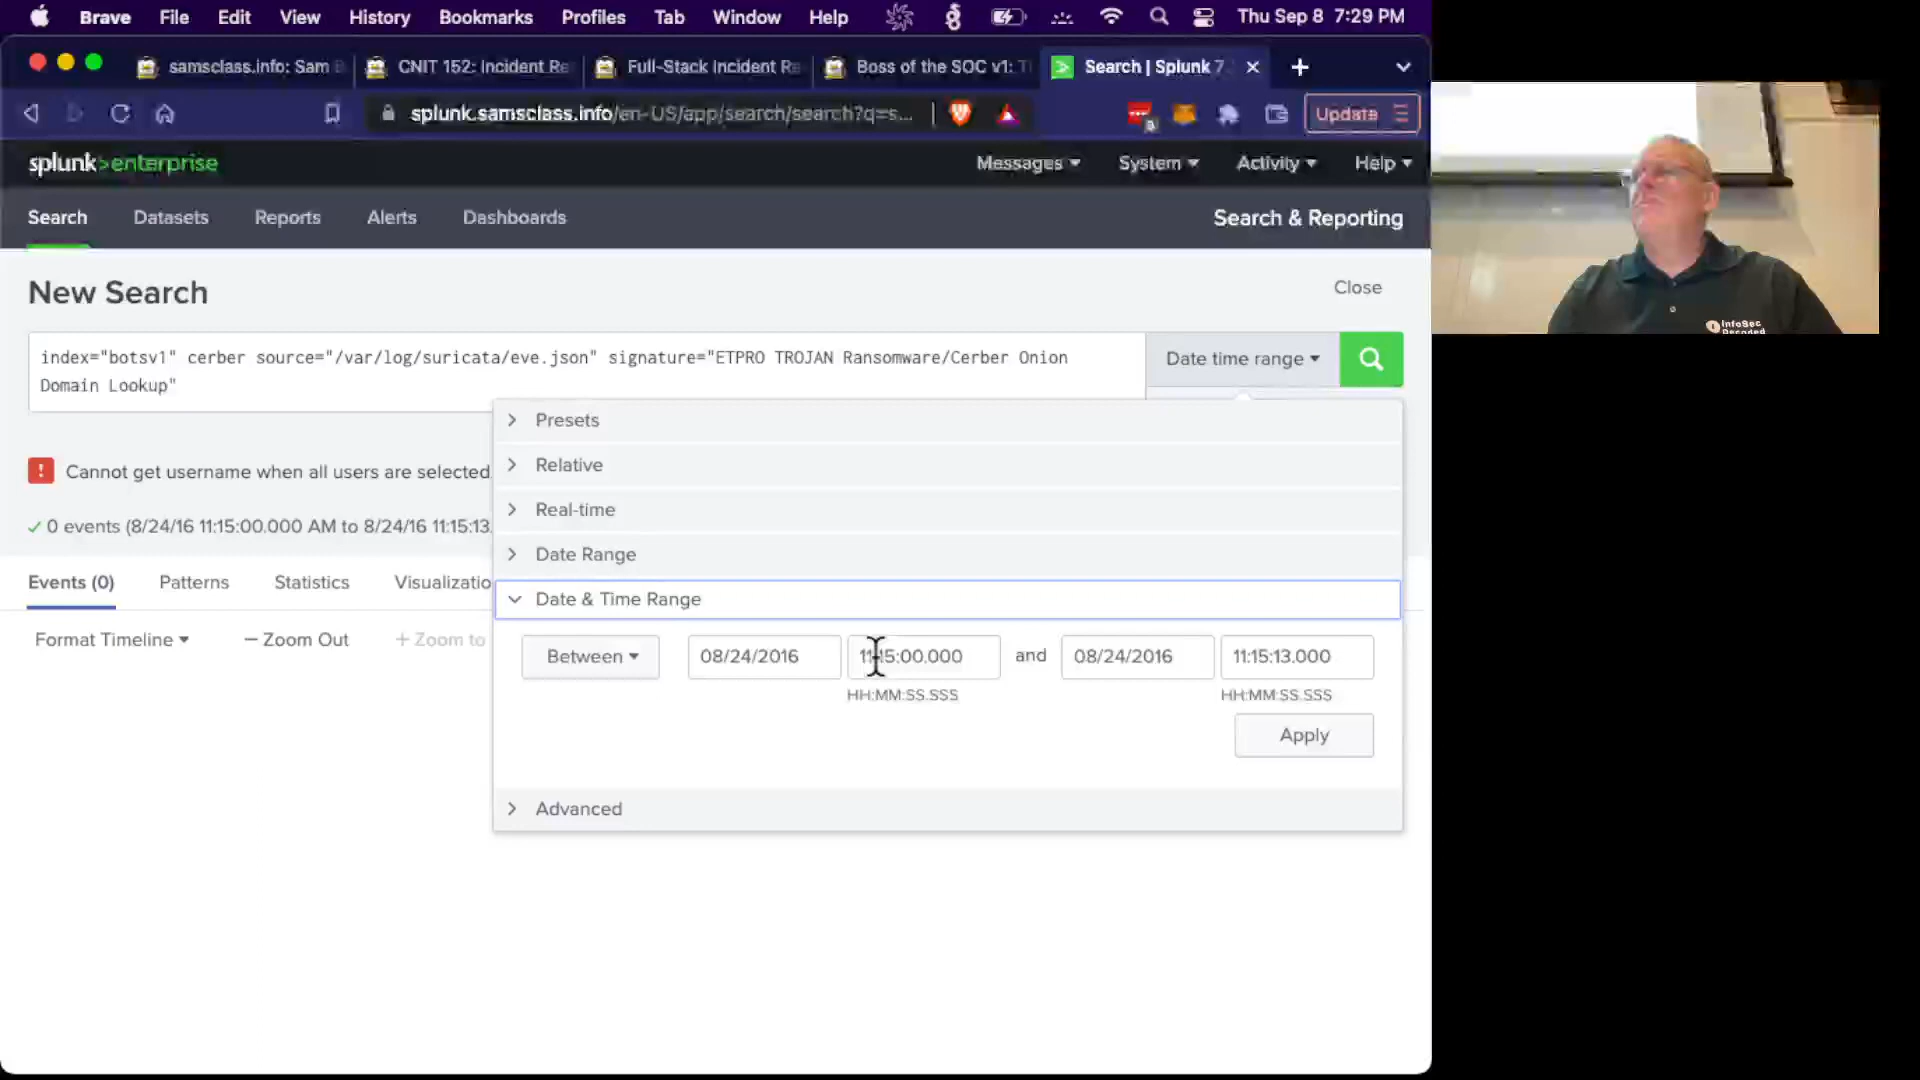 Brave File Edit View History Bookmarks Profiles Tab Window Help Thu Sep 8 7:29 PM
samsclass.info: Sam CNIT 152: Incident Re Full-Stack Incident Re Boss of the SOC v1: Search | Splunk 7
splunk.samsclass.info/en-US/app/search/search?q=s... Update
splunk>enterprise Messages System Activity Help
Search Datasets Reports Alerts Dashboards Search & Reporting
New Search Close
index="botsv1" cerber source="/var/log/suricata/eve.json" signature="ETPRO TROJAN Ransomware/Cerber Onion
Domain Lookup"
Date time range
Presets
Relative
Cannot get username when all users are selected.
Real-time
0 events (8/24/16 11:15:00.000 AM to 8/24/16 11:15:13.
Date Range
Events (0) Patterns Statistics Visualizatio
Date & Time Range
Format Timeline – Zoom Out + Zoom to
Between 08/24/2016 11:15:00.000 and 08/24/2016 11:15:13.000
HH:MM:SS.SSS HH:MM:SS.SSS
Apply
Advanced
InfoSec
Decoded